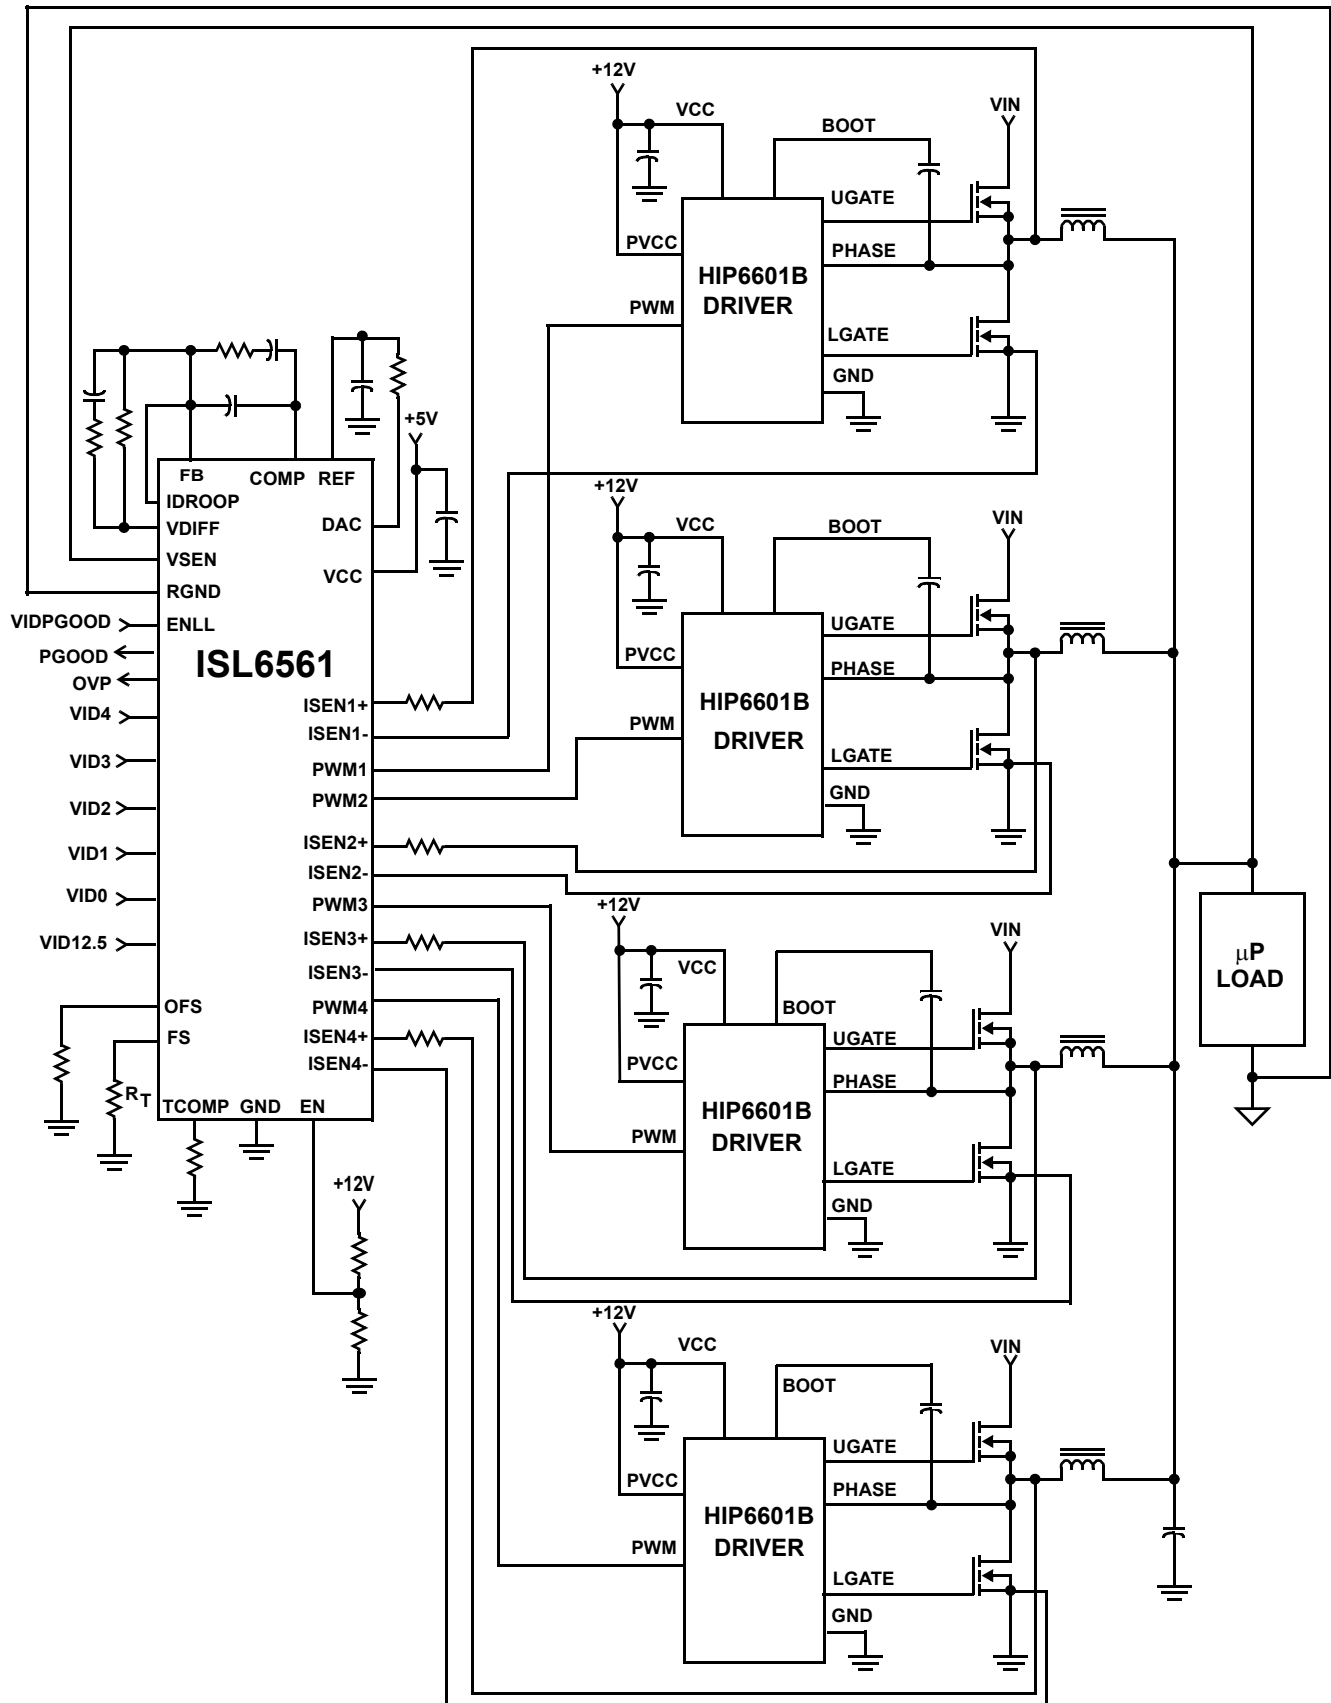 +12V
VCC
VIN
BOOT
UGATE
PVCC
PHASE
HIP6601B
DRIVER
PWM
LGATE
GND
+5V
FB
COMP
REF
IDROOP
VDIFF
DAC
VSEN
VCC
RGND
VIDPGOOD
ENLL
PGOOD
OVP
ISL6561
VID4
VID3
VID2
VID1
VID0
VID12.5
ISEN1+
ISEN1-
PWM1
PWM2
ISEN2+
ISEN2-
PWM3
ISEN3+
ISEN3-
PWM4
ISEN4+
ISEN4-
OFS
FS
RT
TCOMP
GND
EN
+12V
+12V
VCC
VIN
BOOT
UGATE
PVCC
PHASE
HIP6601B
DRIVER
PWM
LGATE
GND
+12V
VCC
VIN
BOOT
UGATE
PVCC
PHASE
HIP6601B
DRIVER
PWM
LGATE
GND
µP
LOAD
+12V
VCC
VIN
BOOT
UGATE
PVCC
PHASE
HIP6601B
DRIVER
PWM
LGATE
GND